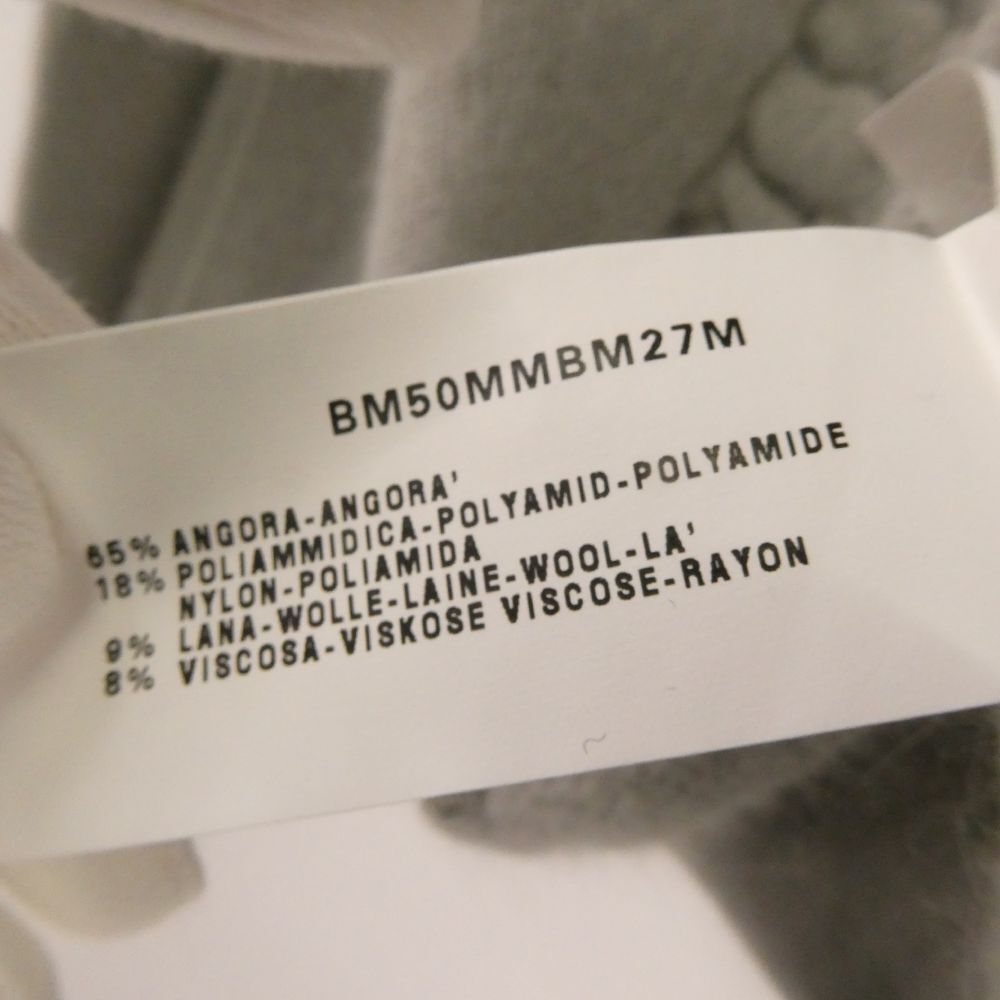 BM50MMBM27M
65% ANGORA-ANGORA'
18% POLIAMMIDICA-POLYAMID-POLYAMIDE
NYLON-POLIAMIDA
9% LANA-WOLLE-LAINE-WOOL-LA'
8% VISCOSA-VISKOSE VISCOSE-RAYON